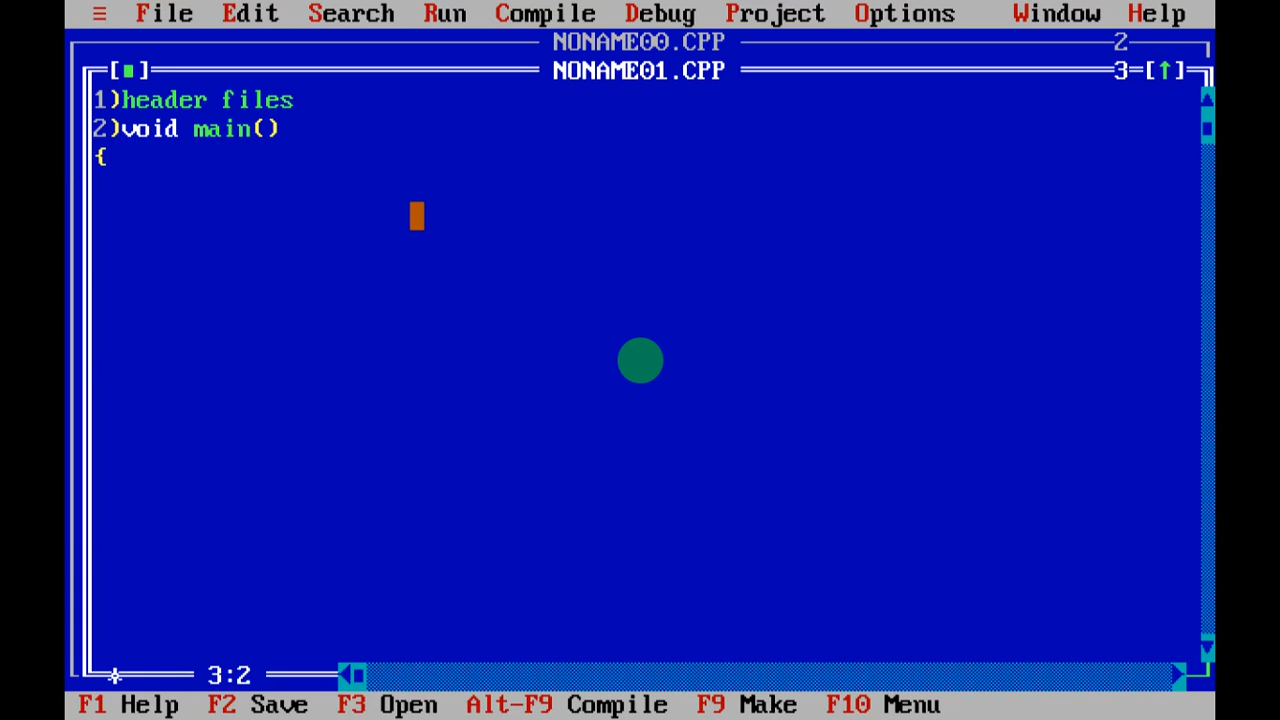 ≡ File Edit Search Run Compile Debug Project Options Window Help
NONAME00.CPP 2
[■] NONAME01.CPP 3=[↑]
1)header files
2)void main()
{
3:2
F1 Help F2 Save F3 Open Alt-F9 Compile F9 Make F10 Menu